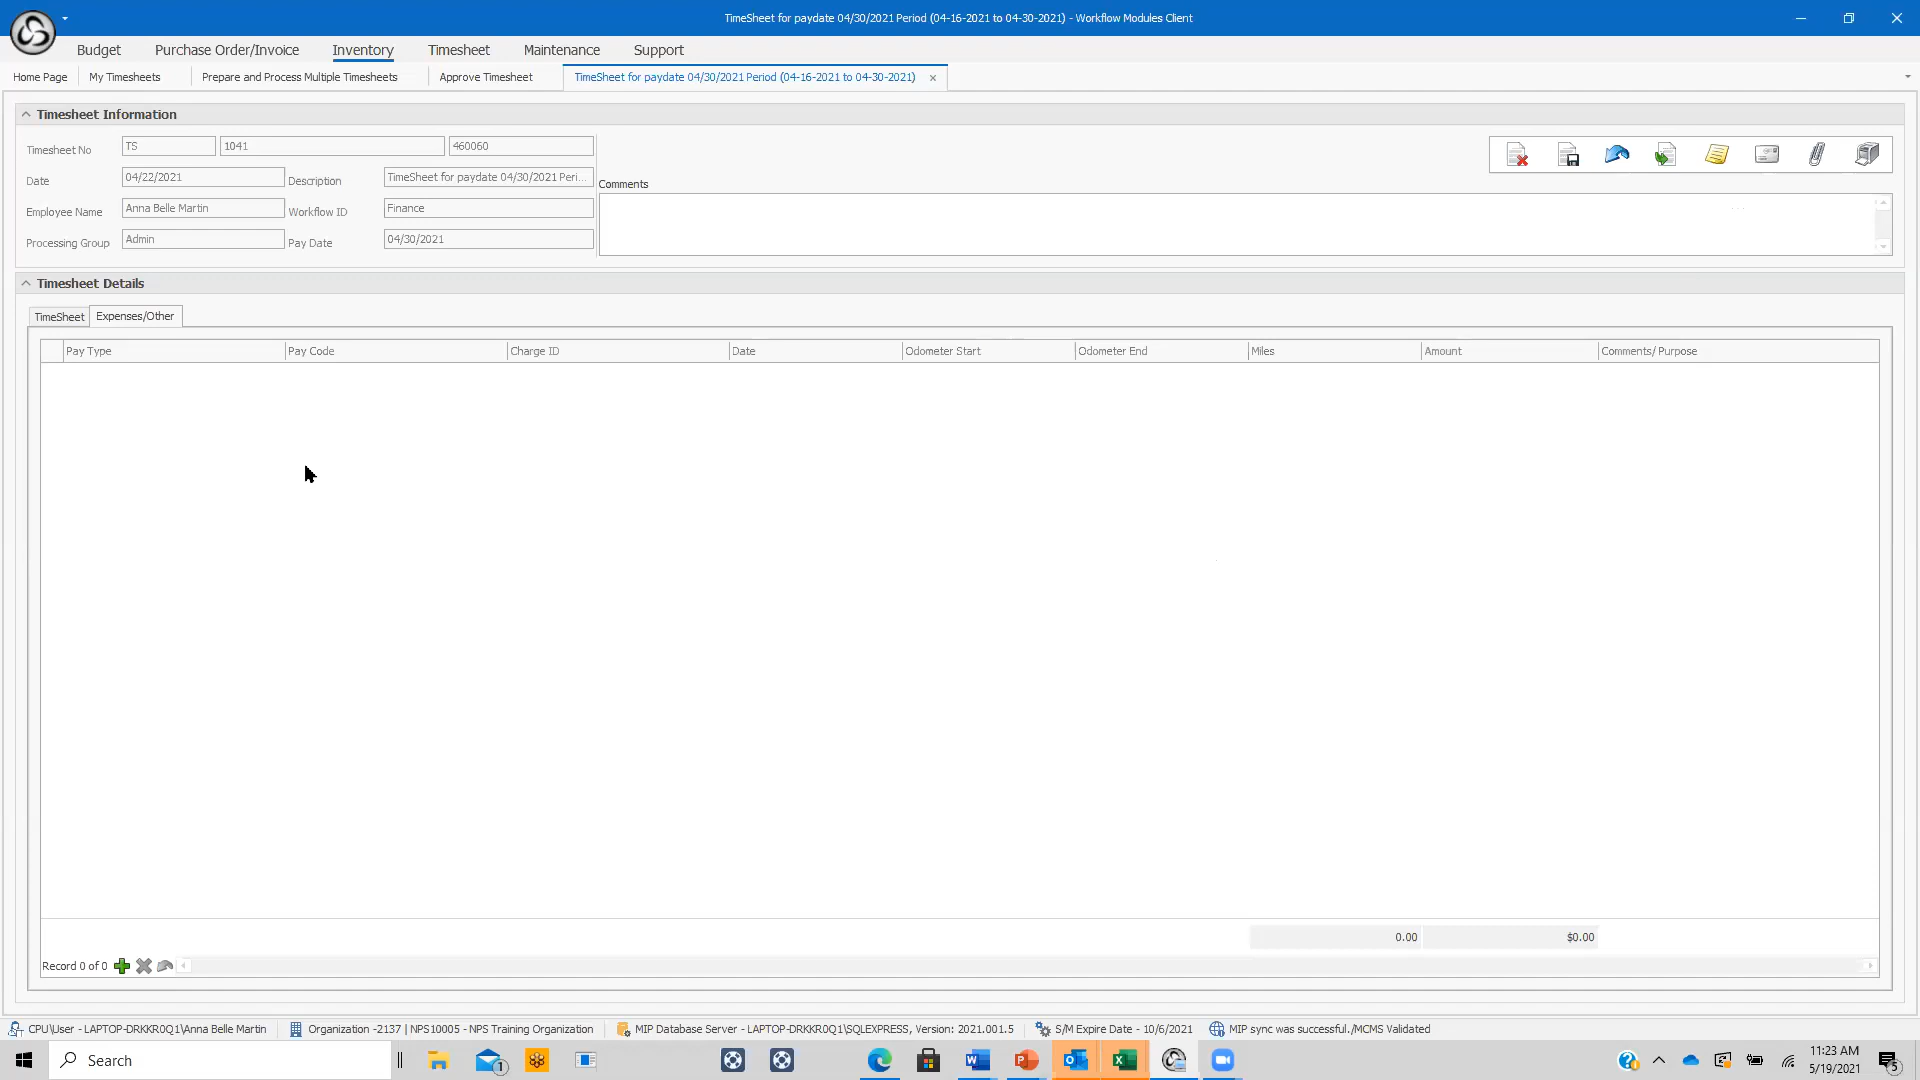 TimeSheet for paydate 04/30/2021 Period (04-16-2021 to 04-30-2021) - Workflow Modules Client
Budget Purchase Order/Invoice Inventory Timesheet Maintenance Support
Home Page My Timesheets Prepare and Process Multiple Timesheets Approve Timesheet TimeSheet for paydate 04/30/2021 Period (04-16-2021 to 04-30-2021)
Timesheet Information
Timesheet No TS 1041 460060
Date 04/22/2021 Description TimeSheet for paydate 04/30/2021 Peri...
Comments
Employee Name Anna Belle Martin Workflow ID Finance
Processing Group Admin Pay Date 04/30/2021
Timesheet Details
TimeSheet Expenses/Other
Pay Type Pay Code Charge ID Date Odometer Start Odometer End Miles Amount Comments/ Purpose
0.00 $0.00
Record 0 of 0
CPU\User - LAPTOP-DRKKR0Q1\Anna Belle Martin Organization -2137 | NPS10005 - NPS Training Organization MIP Database Server - LAPTOP-DRKKR0Q1\SQLEXPRESS, Version: 2021.001.5 S/M Expire Date - 10/6/2021 MIP sync was successful./MCMS Validated
Search 1 11:23 AM
5/19/2021 5